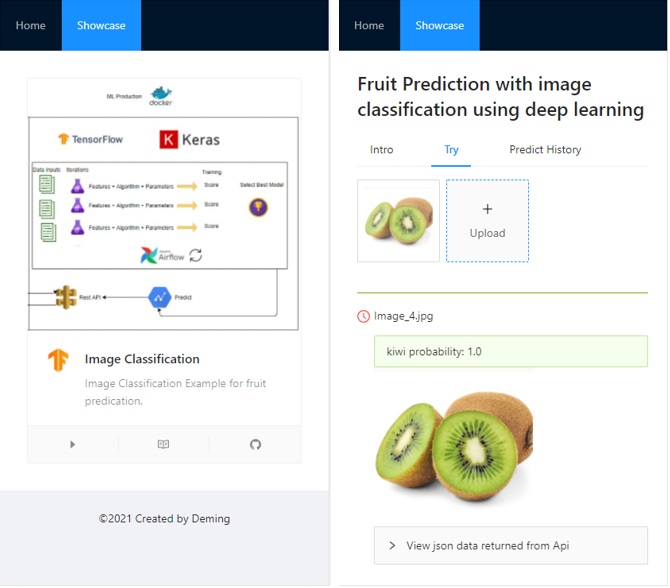 Home
Showcase
ML Production
docker
TensorFlow
Keras
Data Inputs
Iterations
Training
Features + Algorithm + Parameters
Score
Select Best Model
Features + Algorithm + Parameters
Score
Features + Algorithm + Parameters
Score
Airflow
Rest API
Predict
Image Classification
Image Classification Example for fruit
predication.
©2021 Created by Deming
Home
Showcase
Fruit Prediction with image
classification using deep learning
Intro
Try
Predict History
Upload
Image_4.jpg
kiwi probability: 1.0
View json data returned from Api